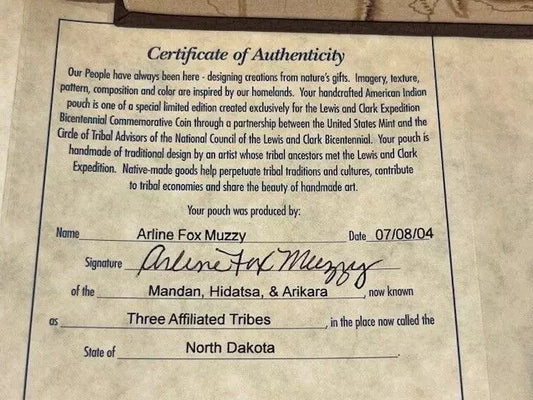 Certificate of Authenticity
Our People have always been here - designing creations from nature's gifts. Imagery, texture,
pattern, composition and color are inspired by our homelands. Your handcrafted American Indian
pouch is one of a special limited edition created exclusively for the Lewis and Clark Expedition
Bicentennial Commemorative Coin through a partnership between the United States Mint and the
Circle of Tribal Advisors of the National Council of the Lewis and Clark Bicentennial. Your pouch is
handmade of traditional design by an artist whose tribal ancestors met the Lewis and Clark
Expedition. Native-made goods help perpetuate tribal traditions and cultures, contribute
to tribal economies and share the beauty of handmade art.
Your pouch was produced by:
Name Arline Fox Muzzy Date 07/08/04
Signature Arline Fox Muzzy
of the Mandan, Hidatsa, & Arikara, now known
as Three Affiliated Tribes, in the place now called the
State of North Dakota.